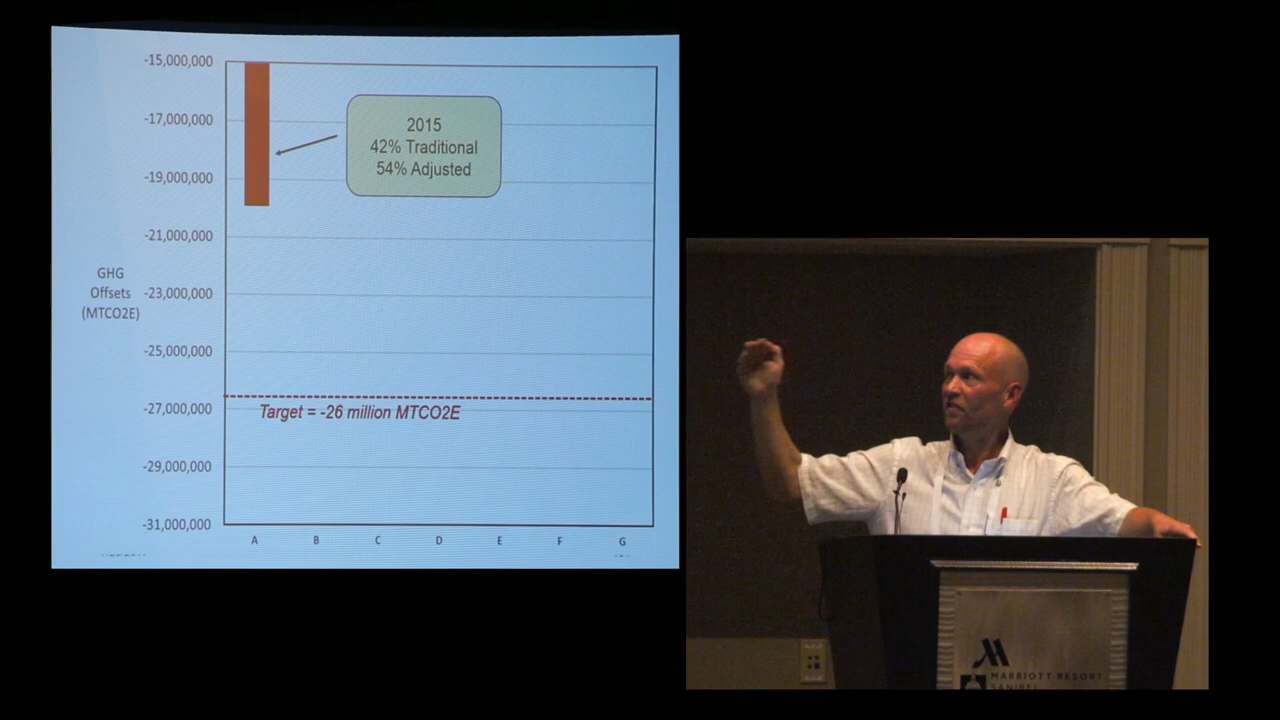 -15,000,000
-17,000,000
-19,000,000
-21,000,000
-23,000,000
-25,000,000
-27,000,000
-29,000,000
-31,000,000
GHG
Offsets
(MTCO2E)
2015
42% Traditional
54% Adjusted
Target = -26 million MTCO2E
A B C D E F G
MARRIOTT RESORT